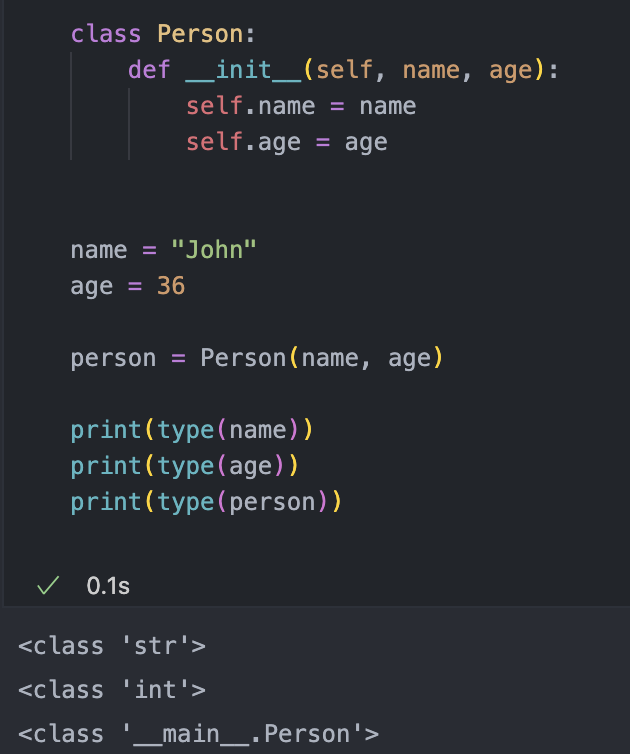 class Person:
    def __init__(self, name, age):
        self.name = name
        self.age = age
name = "John"
age = 36
person = Person(name, age)
print(type(name))
print(type(age))
print(type(person))
0.1s
<class 'str'>
<class 'int'>
<class '__main__.Person'>